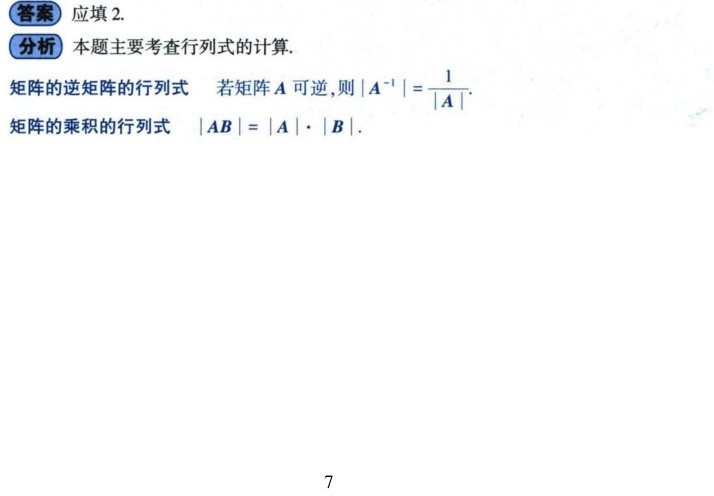 答案 应填 2.
分析 本题主要考查行列式的计算.
矩阵的逆矩阵的行列式 若矩阵 A 可逆,则 | A⁻¹ | = 1/| A |.
矩阵的乘积的行列式 | AB | = | A | · | B |.
7